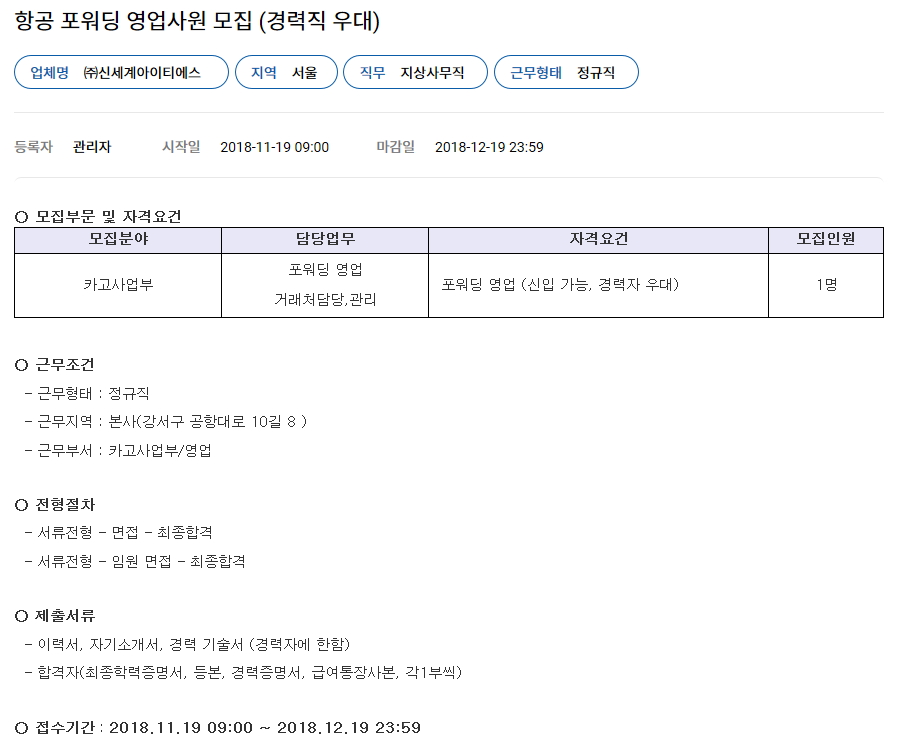 항공 포워딩 영업사원 모집 (경력직 우대)
업체명 ㈜신세계아이티에스 지역 서울 직무 지상사무직 근무형태 정규직
등록자 관리자 시작일 2018-11-19 09:00 마감일 2018-12-19 23:59
○ 모집부문 및 자격요건
모집분야 담당업무 자격요건 모집인원
카고사업부 포워딩 영업 포워딩 영업 (신입 가능, 경력자 우대) 1명
거래처담당,관리
○ 근무조건
- 근무형태 : 정규직
- 근무지역 : 본사(강서구 공항대로 10길 8 )
- 근무부서 : 카고사업부/영업
○ 전형절차
- 서류전형 - 면접 - 최종합격
- 서류전형 - 임원 면접 - 최종합격
○ 제출서류
- 이력서, 자기소개서, 경력 기술서 (경력자에 한함)
- 합격자(최종학력증명서, 등본, 경력증명서, 급여통장사본, 각1부씩)
○ 접수기간 : 2018.11.19 09:00 ~ 2018.12.19 23:59